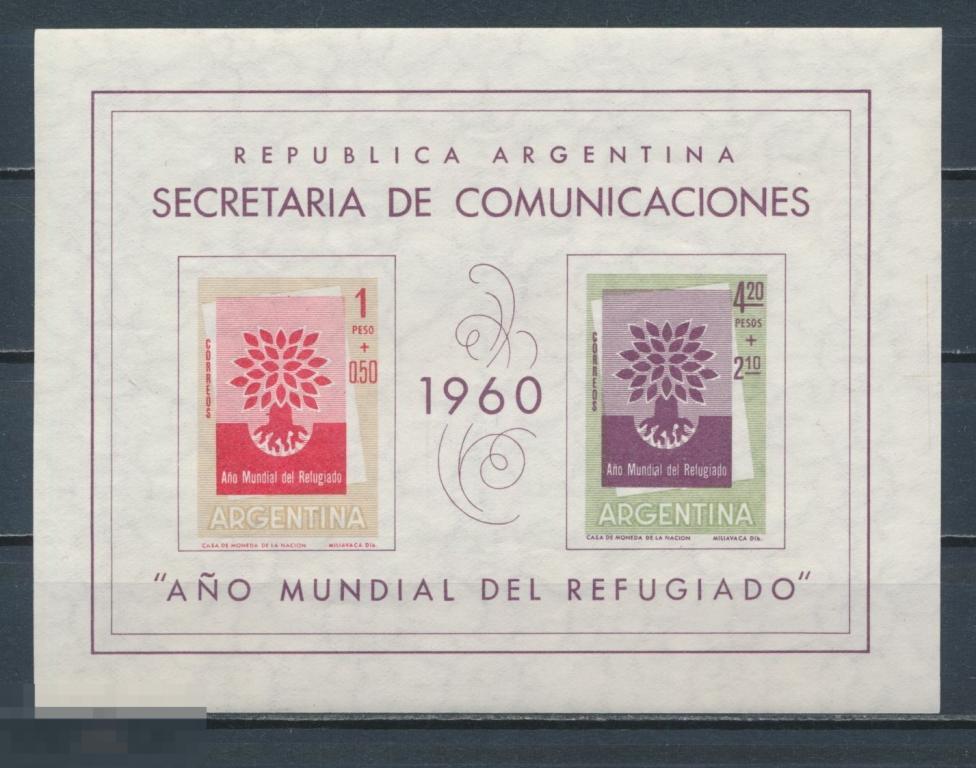 REPUBLICA ARGENTINA
SECRETARIA DE COMUNICACIONES
1
PESO
+
0.50
CORREOS
Año Mundial del Refugiado
ARGENTINA
CASA DE MONEDA DE LA NACION MILIAVACA Dib.
1960
4 20
PESOS
+
2 10
CORREOS
Año Mundial del Refugiado
ARGENTINA
CASA DE MONEDA DE LA NACION MILIAVACA Dib.
"AÑO MUNDIAL DEL REFUGIADO"